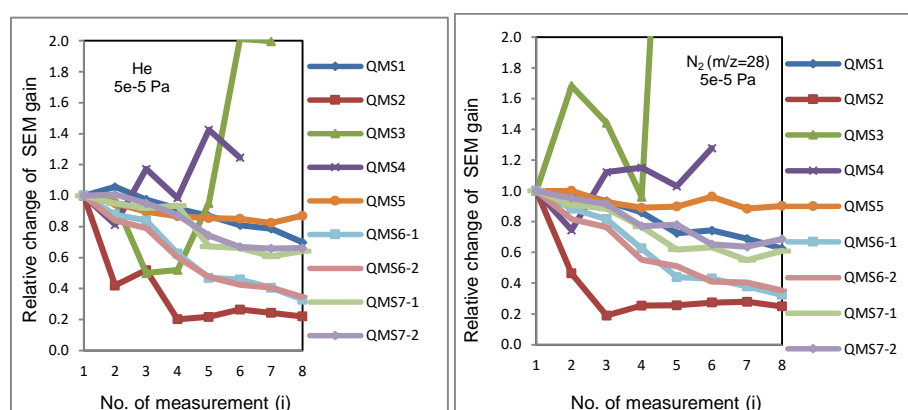 He
5e-5 Pa
Relative change of SEM gain
2.0
1.8
1.6
1.4
1.2
1.0
0.8
0.6
0.4
0.2
0.0
1 2 3 4 5 6 7 8
No. of measurement (i)
QMS1
QMS2
QMS3
QMS4
QMS5
QMS6-1
QMS6-2
QMS7-1
QMS7-2
N2 (m/z=28)
5e-5 Pa
Relative change of SEM gain
2.0
1.8
1.6
1.4
1.2
1.0
0.8
0.6
0.4
0.2
0.0
1 2 3 4 5 6 7 8
No. of measurement (i)
QMS1
QMS2
QMS3
QMS4
QMS5
QMS6-1
QMS6-2
QMS7-1
QMS7-2